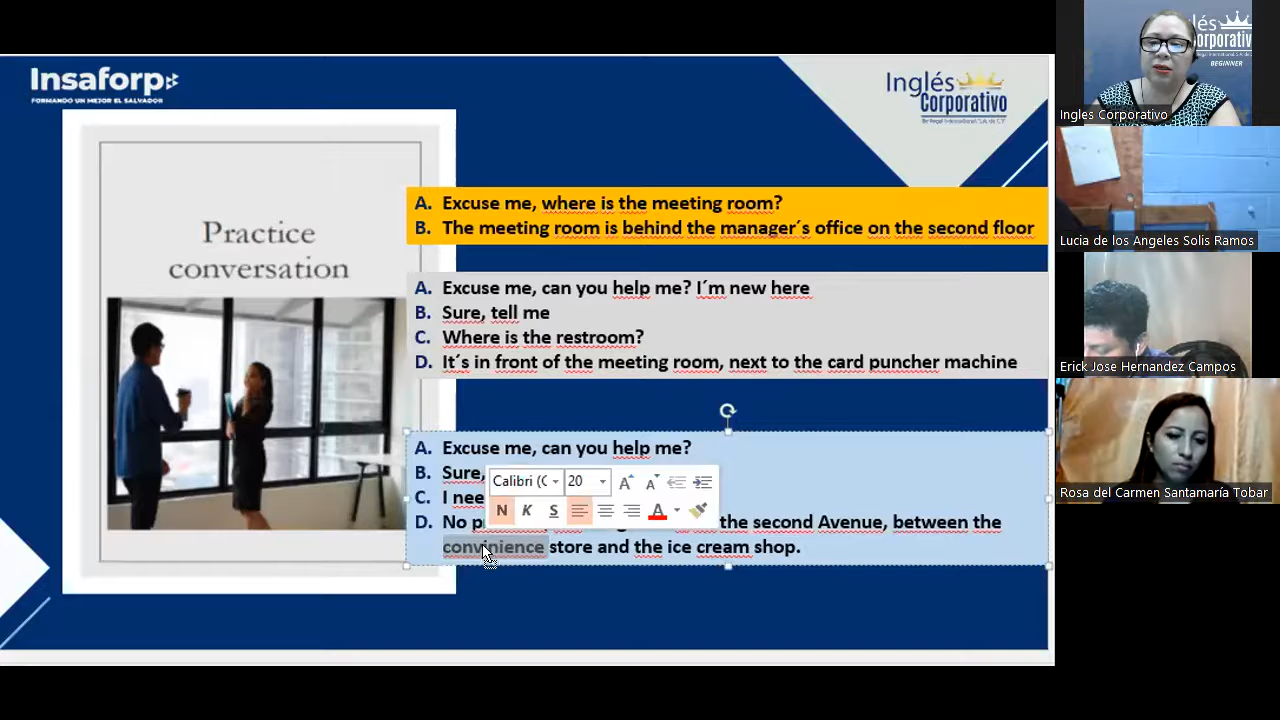 Insaforp
FORMANDO UN MEJOR EL SALVADOR
Inglés
Corporativo
Practice
conversation
A. Excuse me, where is the meeting room?
B. The meeting room is behind the manager´s office on the second floor
A. Excuse me, can you help me? I´m new here
B. Sure, tell me
C. Where is the restroom?
D. It´s in front of the meeting room, next to the card puncher machine
A. Excuse me, can you help me?
B. Sure,
C. I nee
D. No p the second Avenue, between the
convinience store and the ice cream shop.
Calibri (C 20
N K S A
Ingles Corporativo
BEGINNER
Lucia de los Angeles Solis Ramos
Erick Jose Hernandez Campos
Rosa del Carmen Santamaría Tobar